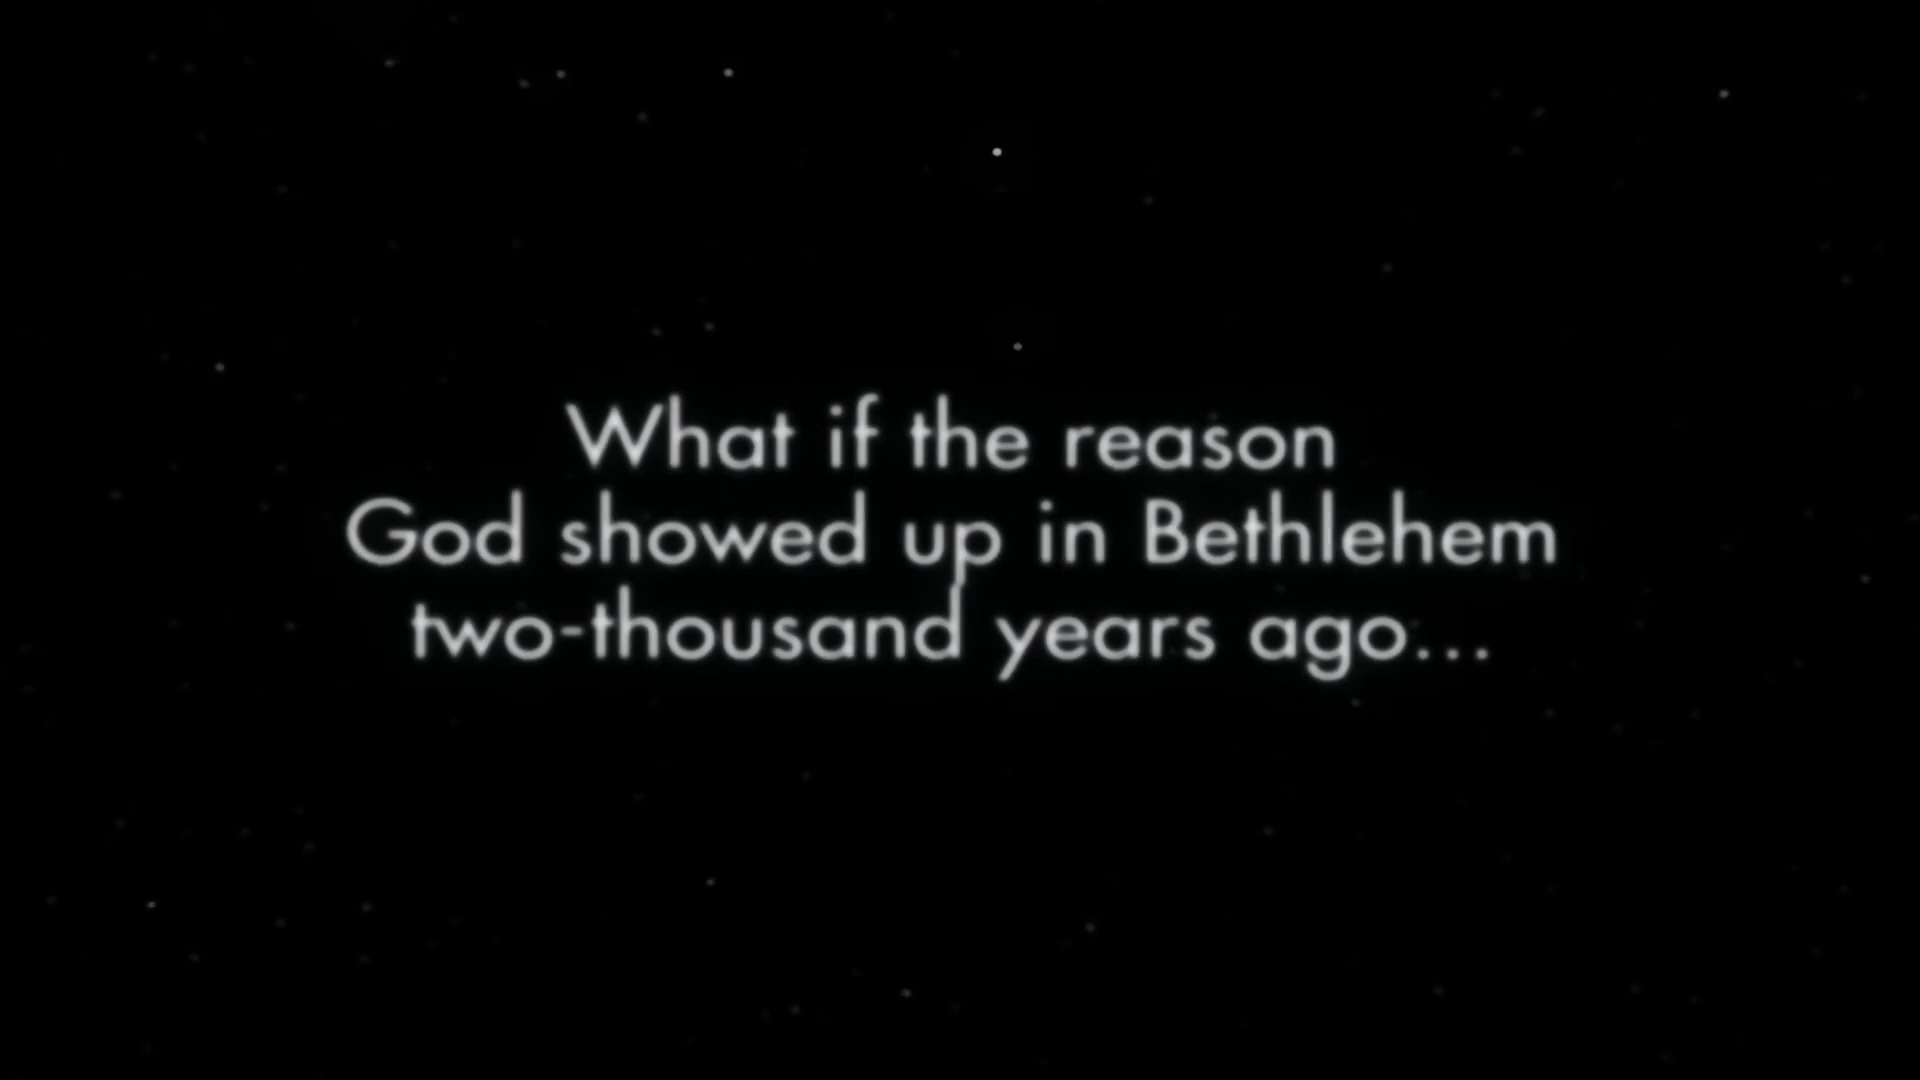 What if the reason
God showed up in Bethlehem
two-thousand years ago...